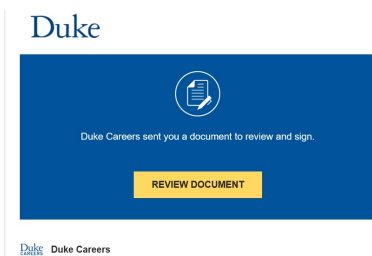 Duke
Duke Careers sent you a document to review and sign.
REVIEW DOCUMENT
Duke CAREERS Duke Careers